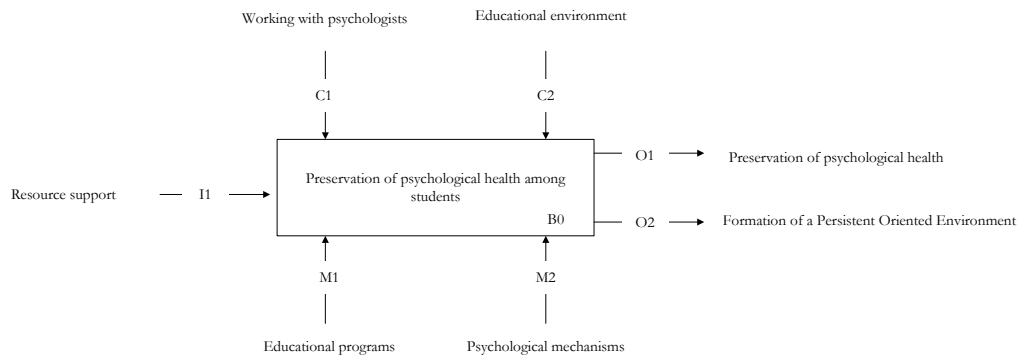 Working with psychologists
Educational environment
C1
C2
Resource support
I1
Preservation of psychological health among
students
B0
O1
Preservation of psychological health
O2
Formation of a Persistent Oriented Environment
M1
M2
Educational programs
Psychological mechanisms